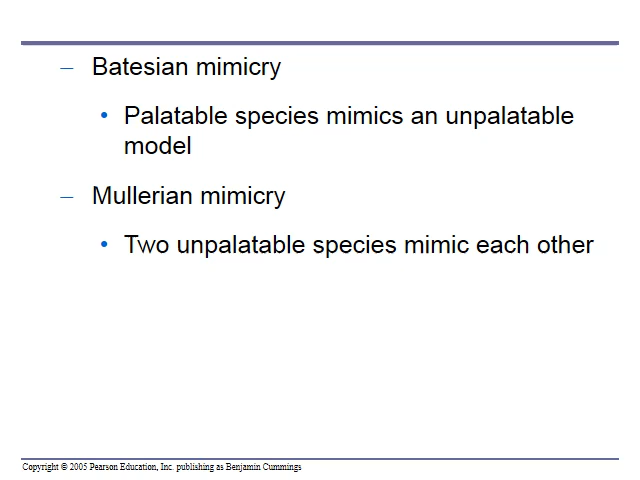 – Batesian mimicry
• Palatable species mimics an unpalatable
model
– Mullerian mimicry
• Two unpalatable species mimic each other
Copyright © 2005 Pearson Education, Inc. publishing as Benjamin Cummings